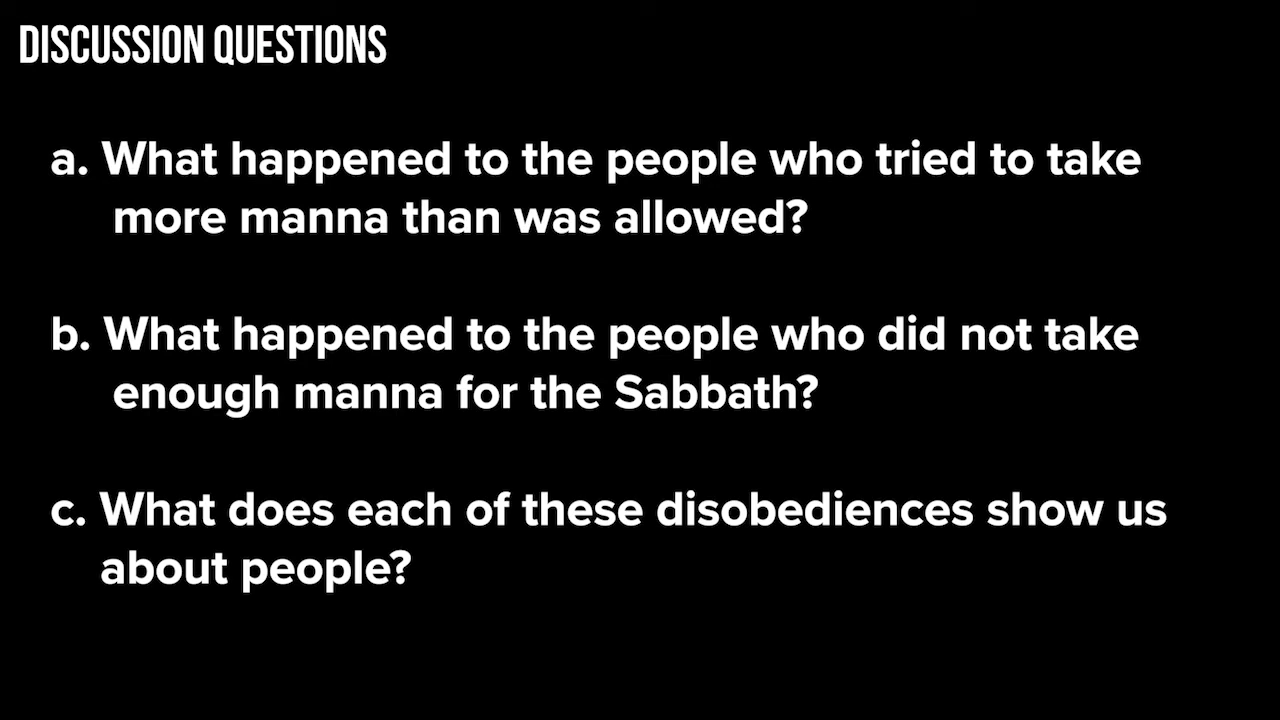 DISCUSSION QUESTIONS
a. What happened to the people who tried to take
more manna than was allowed?
b. What happened to the people who did not take
enough manna for the Sabbath?
c. What does each of these disobediences show us
about people?